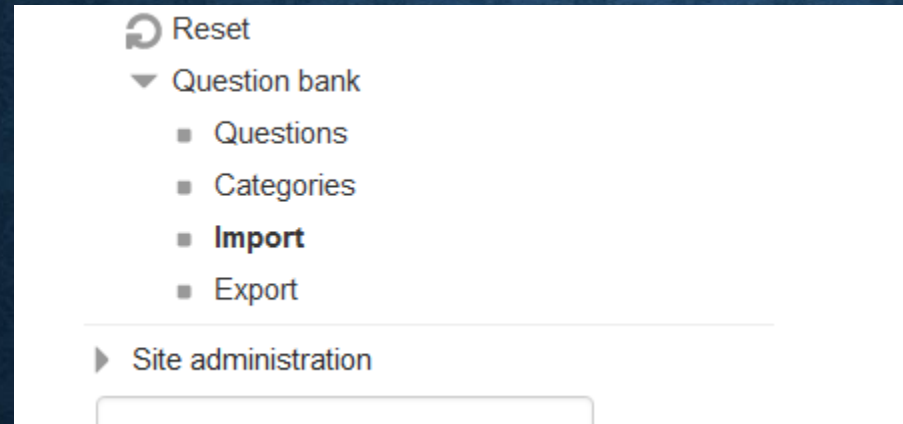 Reset
Question bank
Questions
Categories
Import
Export
Site administration